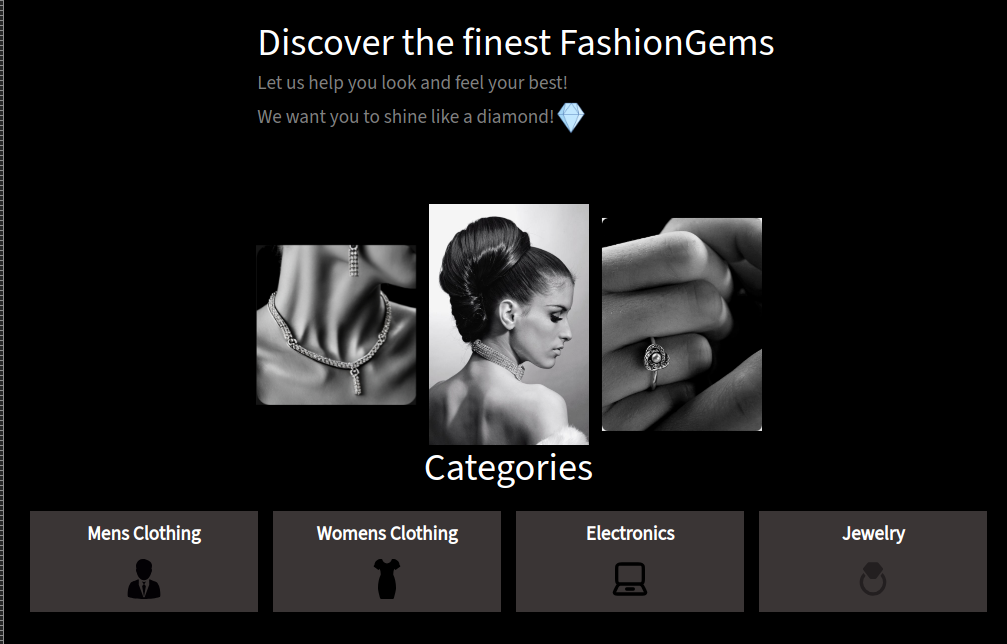 Discover the finest FashionGems
Let us help you look and feel your best!
We want you to shine like a diamond!
Categories
Mens Clothing
Womens Clothing
Electronics
Jewelry